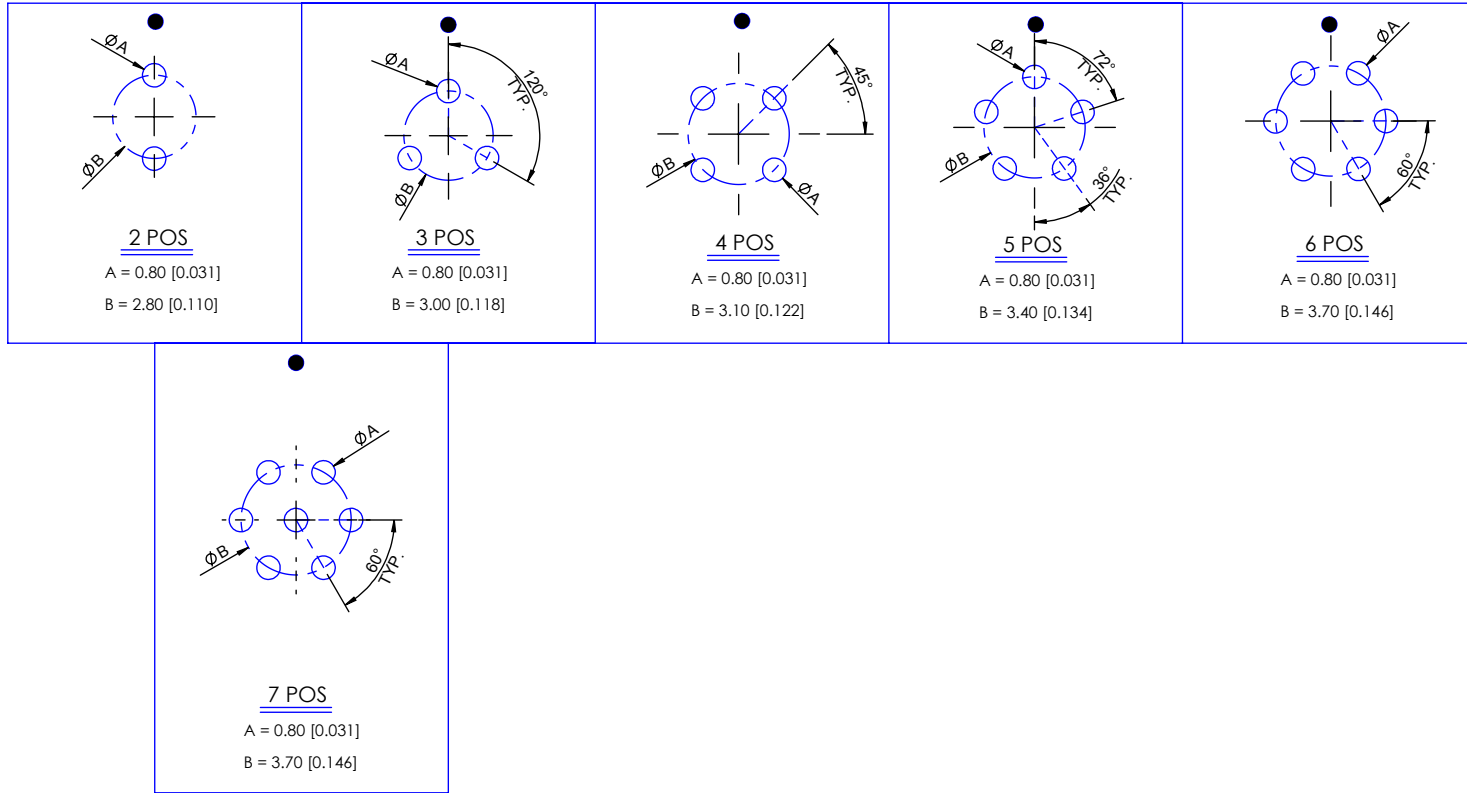 ØA
ØB
2 POS
A = 0.80 [0.031]
B = 2.80 [0.110]
ØA
120°
TYP.
ØB
3 POS
A = 0.80 [0.031]
B = 3.00 [0.118]
45°
TYP.
ØB
ØA
4 POS
A = 0.80 [0.031]
B = 3.10 [0.122]
ØA
72°
TYP.
ØB
36°
TYP.
5 POS
A = 0.80 [0.031]
B = 3.40 [0.134]
ØA
60°
TYP.
6 POS
A = 0.80 [0.031]
B = 3.70 [0.146]
ØA
ØB
60°
TYP.
7 POS
A = 0.80 [0.031]
B = 3.70 [0.146]